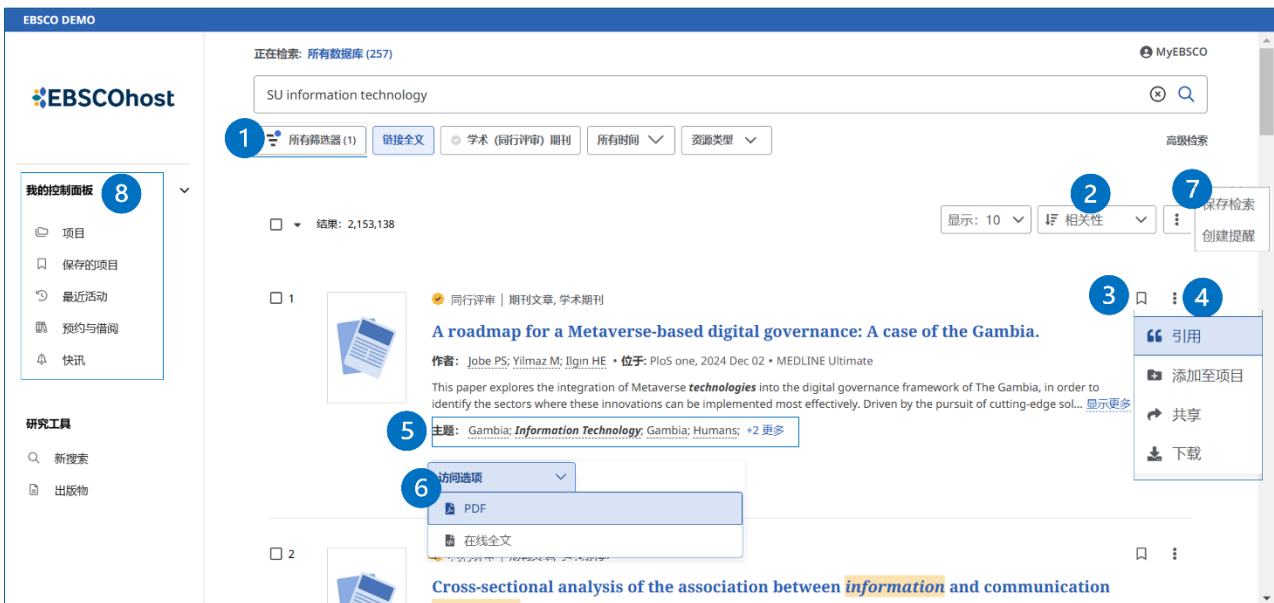 EBSCO DEMO
正在检索: 所有数据库 (257)
MyEBSCO
EBSCOhost
SU information technology
1
所有筛选器 (1)
链接全文
学术（同行评审）期刊
所有时间
资源类型
高级检索
我的控制面板
8
项目
保存的项目
最近活动
预约与借阅
快讯
研究工具
新搜索
出版物
结果: 2,153,138
显示: 10
2
相关性
7
保存检索
创建提醒
1
同行评审 | 期刊文章, 学术期刊
3
4
A roadmap for a Metaverse-based digital governance: A case of the Gambia.
作者: Jobe PS; Yilmaz M; Ilgın HE • 位于: PloS one, 2024 Dec 02 • MEDLINE Ultimate
This paper explores the integration of Metaverse technologies into the digital governance framework of The Gambia, in order to
identify the sectors where these innovations can be implemented most effectively. Driven by the pursuit of cutting-edge sol... 显示更多
5
主题: Gambia; Information Technology; Gambia; Humans; +2 更多
引用
添加至项目
共享
下载
6
访问选项
PDF
在线全文
2
Cross-sectional analysis of the association between information and communication